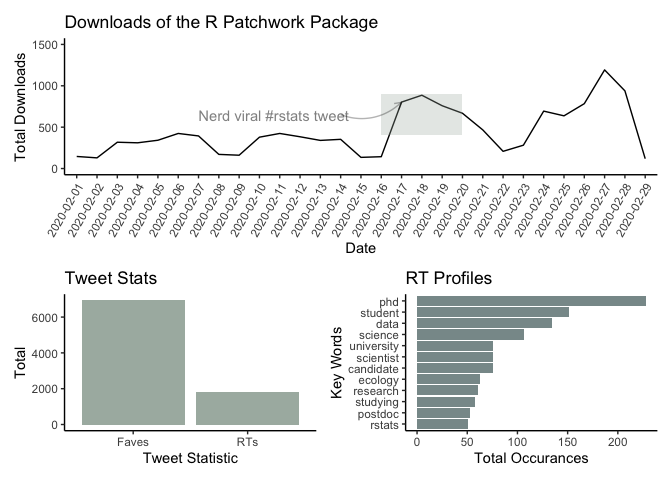 Downloads of the R Patchwork Package
Total Downloads
1500
1000
500
0
Nerd viral #rstats tweet
2020-02-01
2020-02-02
2020-02-03
2020-02-04
2020-02-05
2020-02-06
2020-02-07
2020-02-08
2020-02-09
2020-02-10
2020-02-11
2020-02-12
2020-02-13
2020-02-14
2020-02-15
2020-02-16
2020-02-17
2020-02-18
2020-02-19
2020-02-20
2020-02-21
2020-02-22
2020-02-23
2020-02-24
2020-02-25
2020-02-26
2020-02-27
2020-02-28
2020-02-29
Date
Tweet Stats
Total
6000
4000
2000
0
Faves
RTs
Tweet Statistic
RT Profiles
Key Words
phd
student
data
science
university
scientist
candidate
ecology
research
studying
postdoc
rstats
0
50
100
150
200
Total Occurances